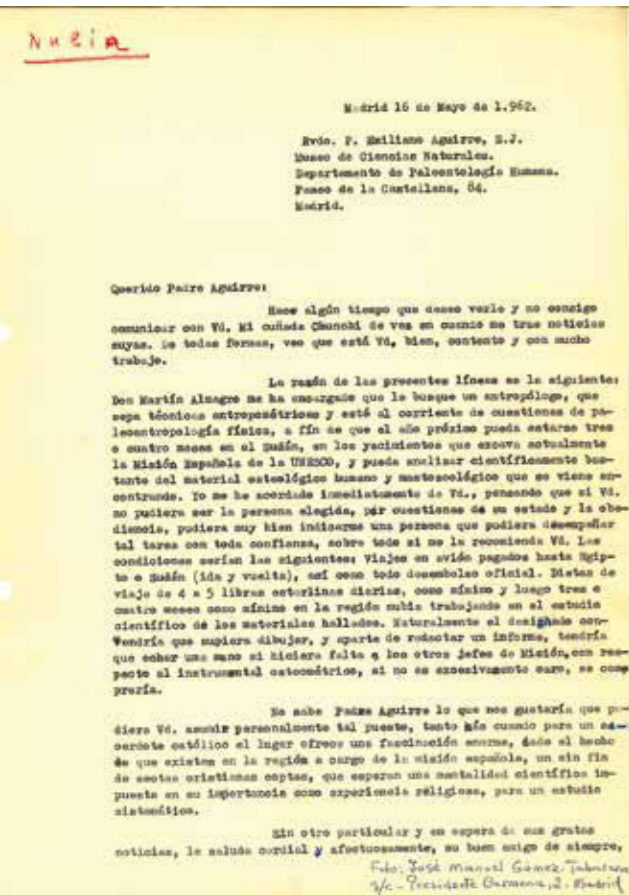 Nubia
Madrid 16 de Mayo de 1.962.
Rvdo. P. Emiliano Aguirre, S.J.
Museo de Ciencias Naturales.
Departamento de Paleontología Humana.
Paseo de la Castellana, 84.
Madrid.
Querido Padre Aguirre:
Hace algún tiempo que deseo verle y no consigo
comunicar con Vd. Mi cuñada Chunchi de vez en cuando me trae noticias
suyas. De todas formas, veo que está Vd. bien, contento y con mucho
trabajo.
La razón de las presentes líneas es la siguiente:
Don Martín Almagro me ha encargado que le busque un antropólogo, que
sepa técnicas antropométricas y esté al corriente de cuestiones de pa-
leoantropología física, a fin de que el año próximo pueda estarse tres
o cuatro meses en el Sudán, en los yacimientos que excava actualmente
la Misión Española de la UNESCO, y pueda analizar científicamente bas-
tante del material osteológico humano y mastozoológico que se viene en-
contrando. Yo me he acordado inmediatamente de Vd., pensando que si Vd.
no pudiera ser la persona elegida, por cuestiones de su estado y la obe-
diencia, pudiera muy bien indicarme una persona que pudiera desempeñar
tal tarea con toda confianza, sobre todo si me la recomienda Vd. Las
condiciones serían las siguientes: Viajes en avión pagados hasta Egip-
to o Sudán (ida y vuelta), así como todo desembolso oficial. Dietas de
viaje de 4 a 5 libras esterlinas diarias, como mínimo y luego tres o
cuatro meses como mínimo en la región nubia trabajando en el estudio
científico de los materiales hallados. Naturalmente el designado con-
vendría que supiera dibujar, y aparte de redactar un informe, tendría
que echar una mano si hiciera falta a los otros jefes de Misión, con res-
pecto al instrumental osteométrico, si no es excesivamente caro, se com
praría.
No sabe Padre Aguirre lo que nos gustaría que pu-
diera Vd. asumir personalmente tal puesto, tanto más cuando para un sa-
cerdote católico el lugar ofrece una fascinación enorme, dado el hecho
de que existen en la región a cargo de la misión española, un sin fin
de sectas cristianas coptas, que esperan una mentalidad científica im-
puesta en su importancia como experiencia religiosa, para un estudio
sistemático.
Sin otro particular y en espera de sus gratas
noticias, le saluda cordial y afectuosamente, su buen amigo de siempre,
Fdo: José Manuel Gómez-Tabanera
s/c - Presidente Carmona, 2. Madrid